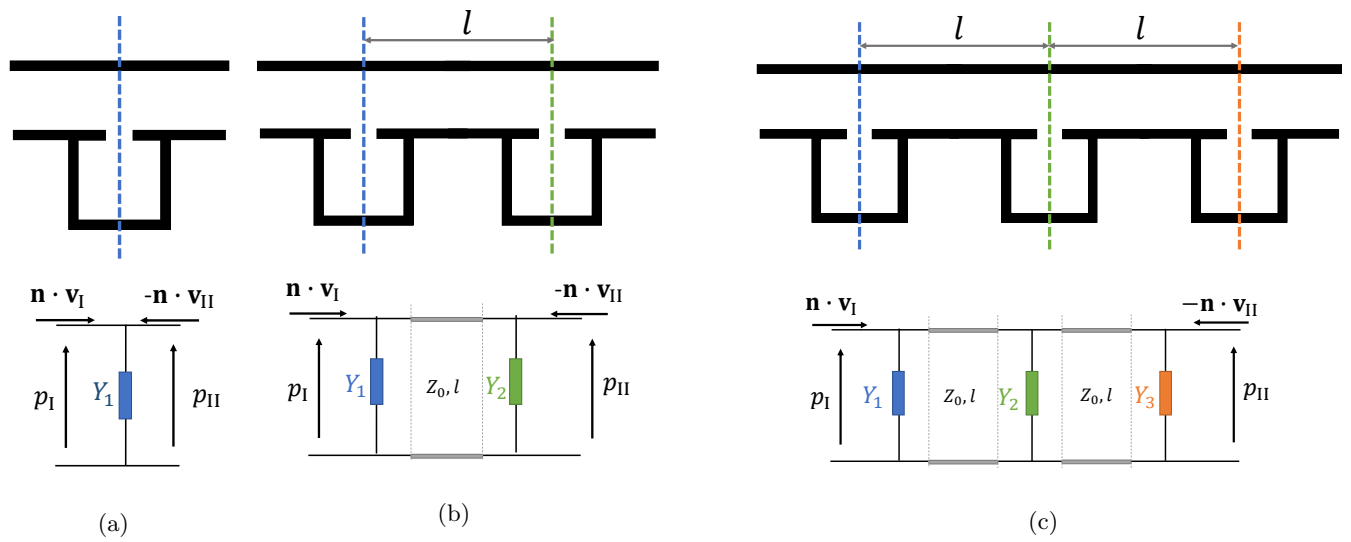 l
l l
n · v_I -n · v_II
p_I Y_1 p_II
n · v_I -n · v_II
p_I Y_1 Z_0, l Y_2 p_II
n · v_I −n · v_II
p_I Y_1 Z_0, l Y_2 Z_0, l Y_3 p_II
(a)
(b)
(c)